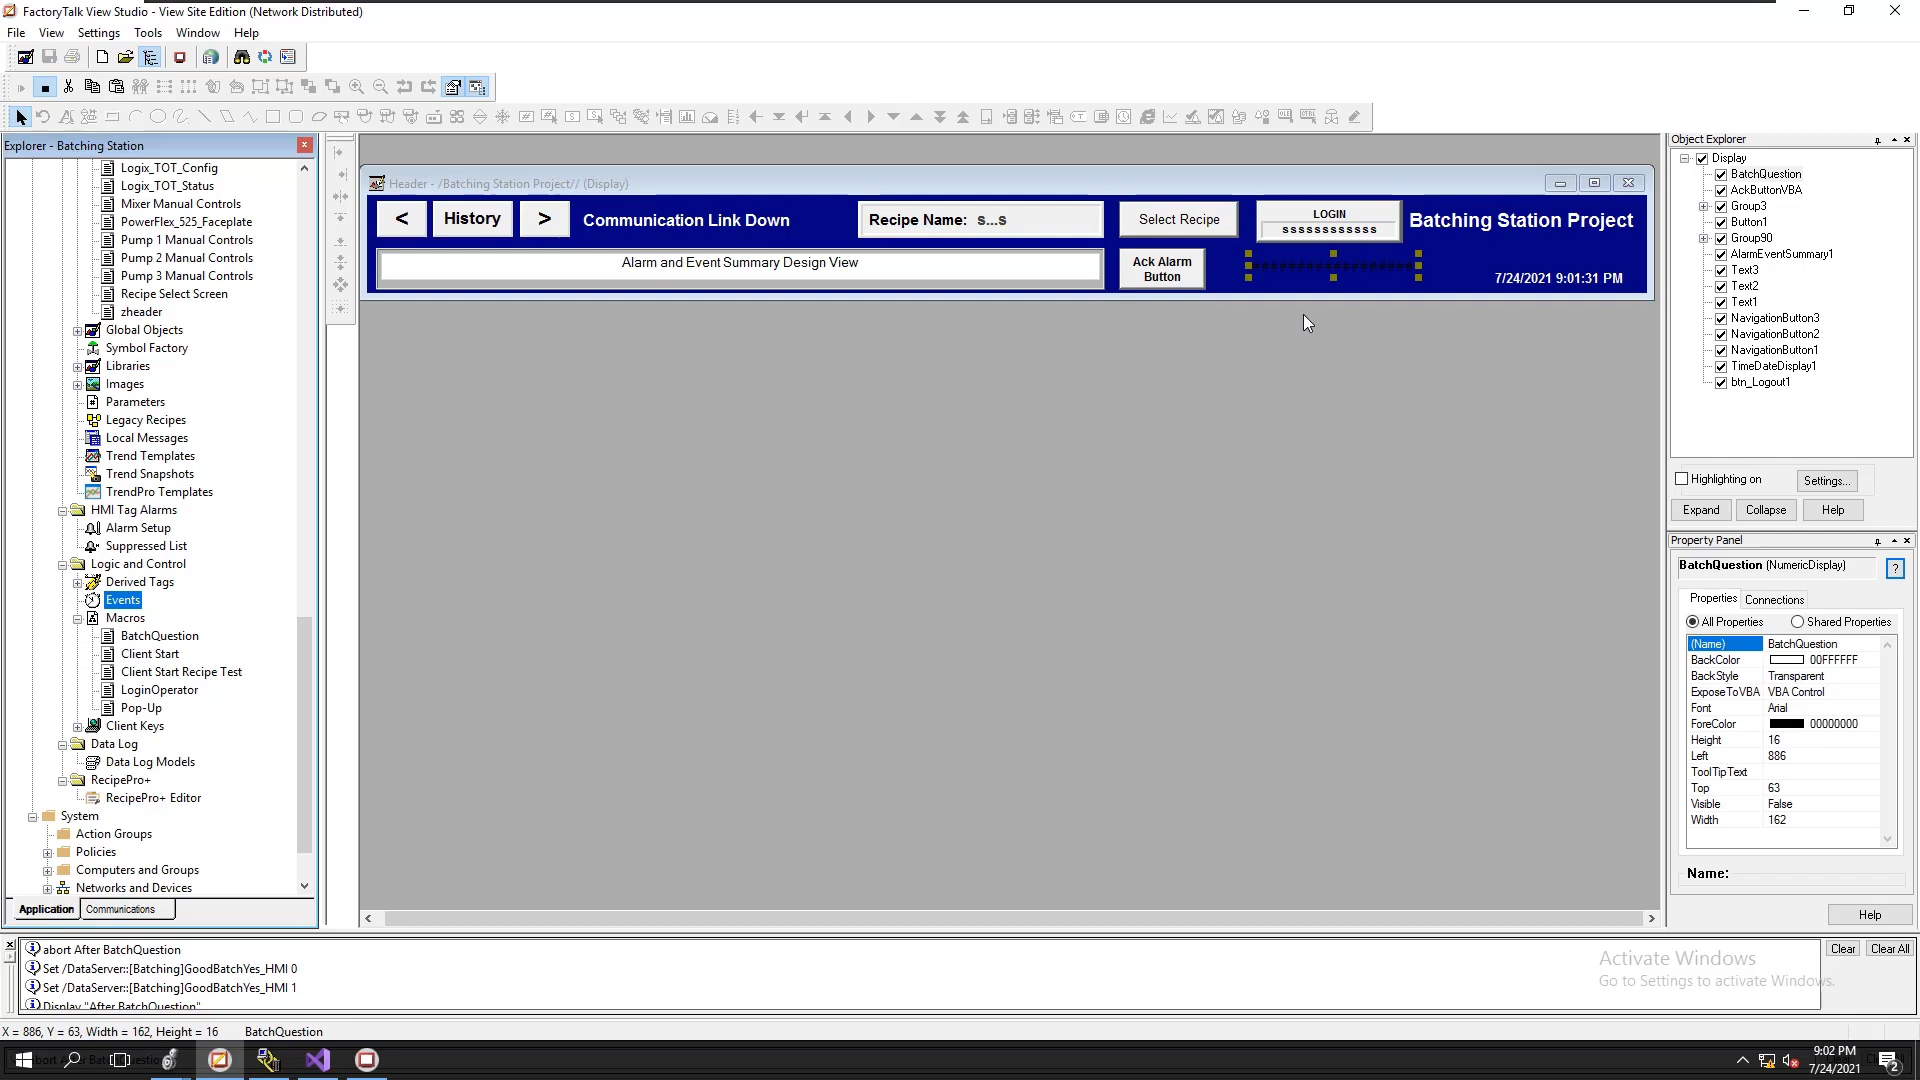 FactoryTalk View Studio - View Site Edition (Network Distributed)
File View Settings Tools Window Help
Explorer - Batching Station
Logix_TOT_Config
Logix_TOT_Status
Mixer Manual Controls
PowerFlex_525_Faceplate
Pump 1 Manual Controls
Pump 2 Manual Controls
Pump 3 Manual Controls
Recipe Select Screen
zheader
Global Objects
Symbol Factory
Libraries
Images
Parameters
Legacy Recipes
Local Messages
Trend Templates
Trend Snapshots
TrendPro Templates
HMI Tag Alarms
Alarm Setup
Suppressed List
Logic and Control
Derived Tags
Events
Macros
BatchQuestion
Client Start
Client Start Recipe Test
LoginOperator
Pop-Up
Client Keys
Data Log
Data Log Models
RecipePro+
RecipePro+ Editor
System
Action Groups
Policies
Computers and Groups
Networks and Devices
Application Communications
Header - /Batching Station Project// (Display)
< History > Communication Link Down
Recipe Name: s...s
Select Recipe
LOGIN
ssssssssssss
Batching Station Project
Alarm and Event Summary Design View
Ack Alarm
Button
7/24/2021 9:01:31 PM
Object Explorer
Display
BatchQuestion
AckButtonVBA
Group3
Button1
Group90
AlarmEventSummary1
Text3
Text2
Text1
NavigationButton3
NavigationButton2
NavigationButton1
TimeDateDisplay1
btn_Logout1
Highlighting on Settings...
Expand Collapse Help
Property Panel
BatchQuestion (NumericDisplay) ?
Properties Connections
All Properties Shared Properties
(Name) BatchQuestion
BackColor 00FFFFFF
BackStyle Transparent
ExposeToVBA VBA Control
Font Arial
ForeColor 00000000
Height 16
Left 886
ToolTipText
Top 63
Visible False
Width 162
Name:
Help
abort After BatchQuestion
Set /DataServer::[Batching]GoodBatchYes_HMI 0
Set /DataServer::[Batching]GoodBatchYes_HMI 1
Display "After BatchQuestion"
Clear Clear All
Activate Windows
Go to Settings to activate Windows.
X = 886, Y = 63, Width = 162, Height = 16 BatchQuestion
9:02 PM
7/24/2021
2